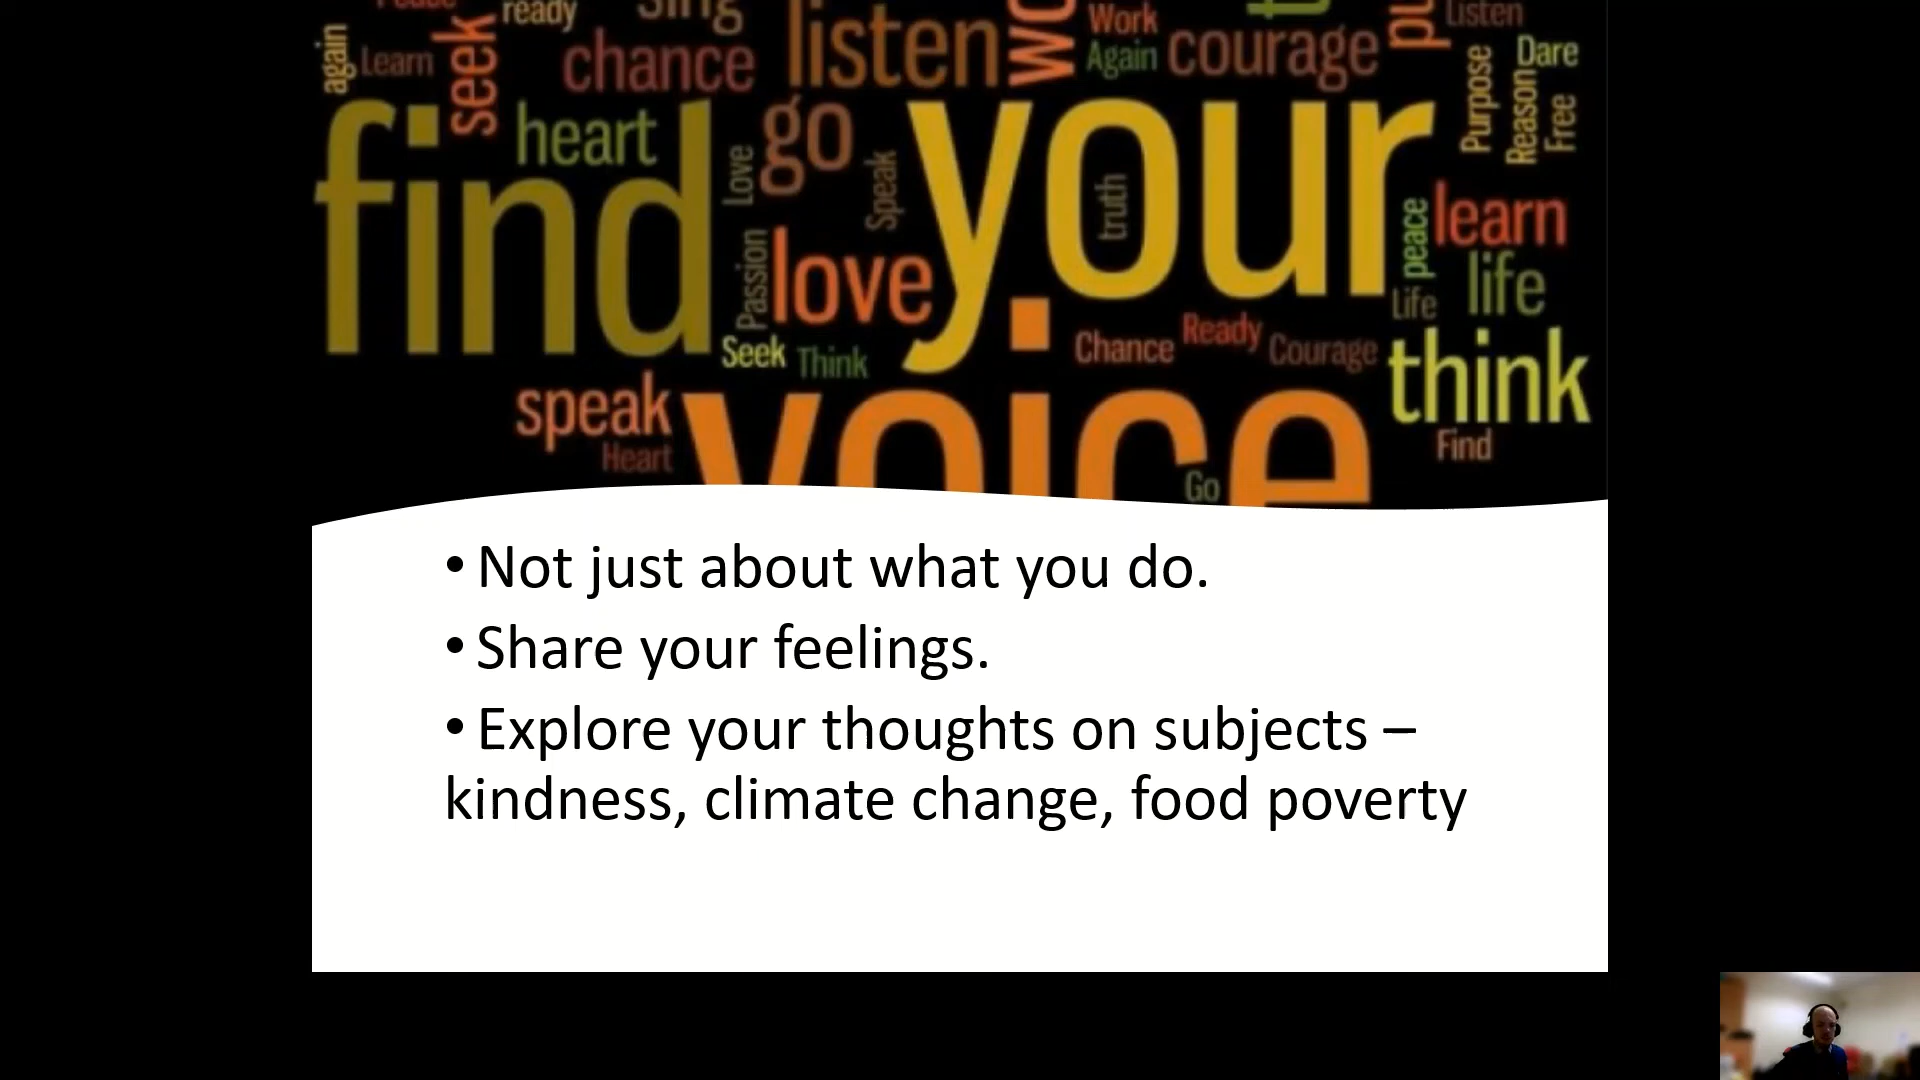 Peace ready sing listen Work courage Listen
again Learn seek chance Again Dare
find heart go your Purpose Reason Free
Love Speak truth peace learn
Passion love Life life
Seek Think Chance Ready Courage think
speak voice Find
Heart Go
• Not just about what you do.
• Share your feelings.
• Explore your thoughts on subjects –
kindness, climate change, food poverty